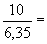 10/6,35 =